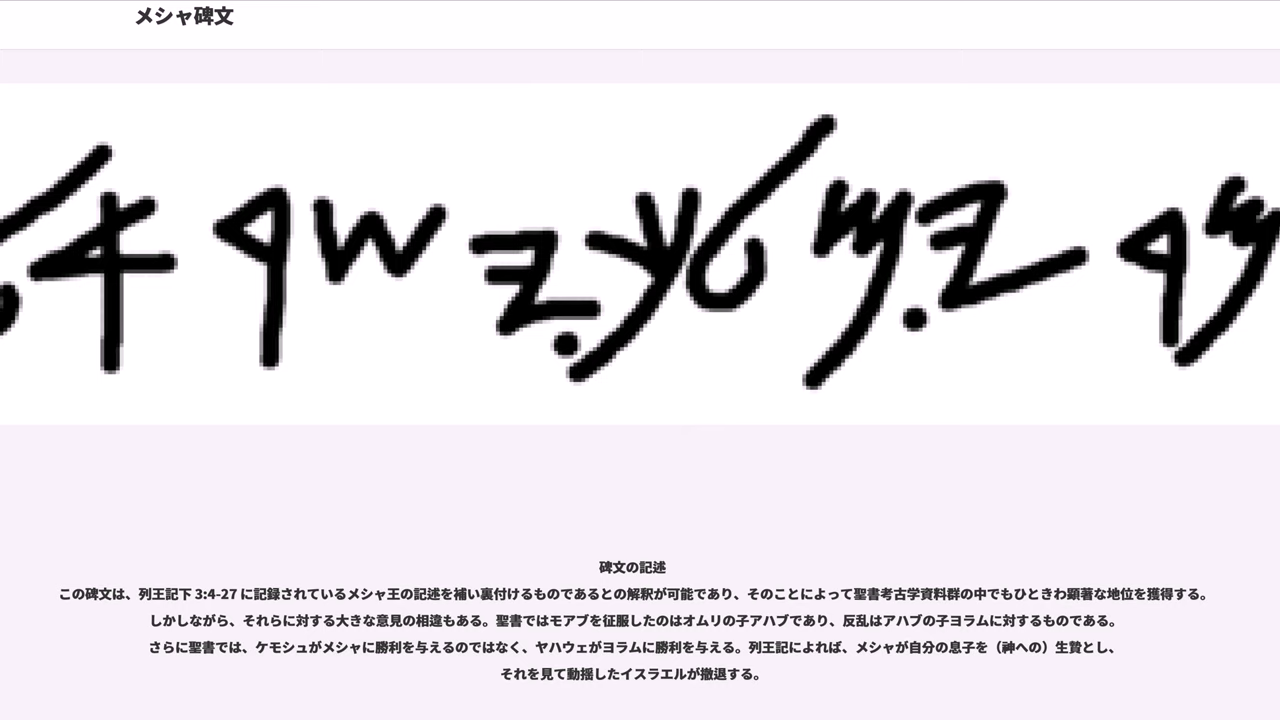 メシャ碑文
𐤌𐤓𐤉.𐤌𐤋𐤊.𐤉𐤔𐤓𐤀𐤋
碑文の記述
この碑文は、列王記下 3:4-27 に記録されているメシャ王の記述を補い裏付けるものであるとの解釈が可能であり、そのことによって聖書考古学資料群の中でもひときわ顕著な地位を獲得する。
しかしながら、それらに対する大きな意見の相違もある。聖書ではモアブを征服したのはオムリの子アハブであり、反乱はアハブの子ヨラムに対するものである。
さらに聖書では、ケモシュがメシャに勝利を与えるのではなく、ヤハウェがヨラムに勝利を与える。列王記によれば、メシャが自分の息子を（神への）生贄とし、
それを見て動揺したイスラエルが撤退する。